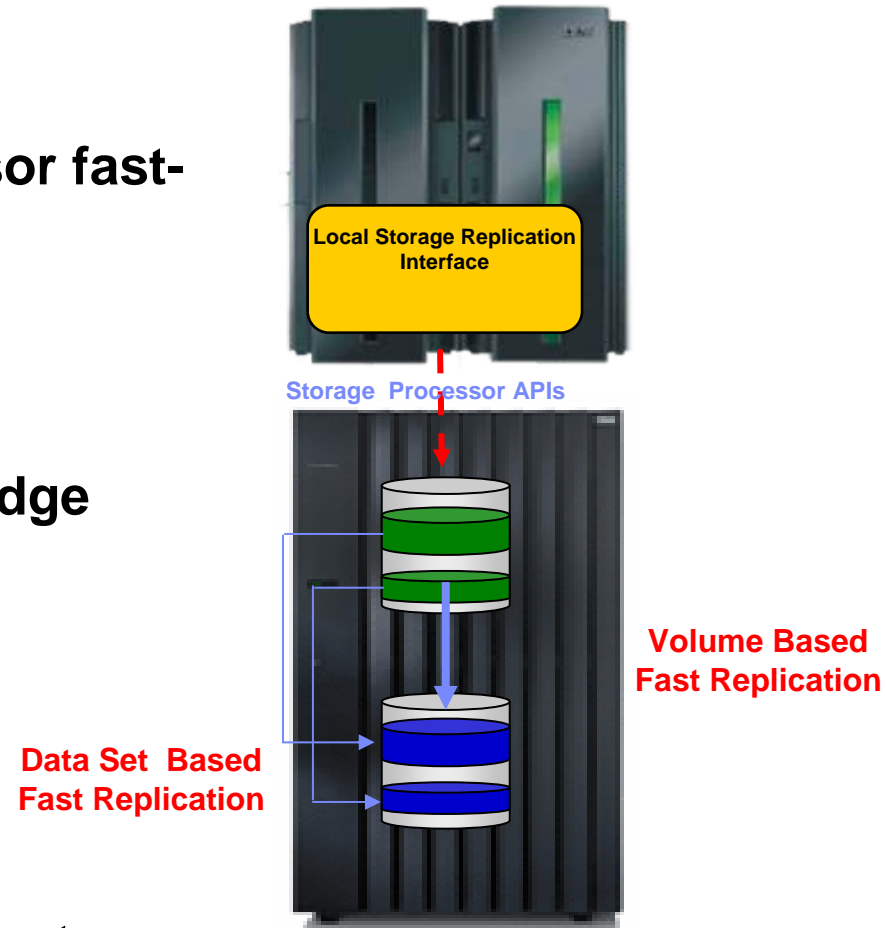 sor fast-
Local Storage Replication
Interface
Storage Processor APIs
dge
Volume Based
Fast Replication
Data Set Based
Fast Replication